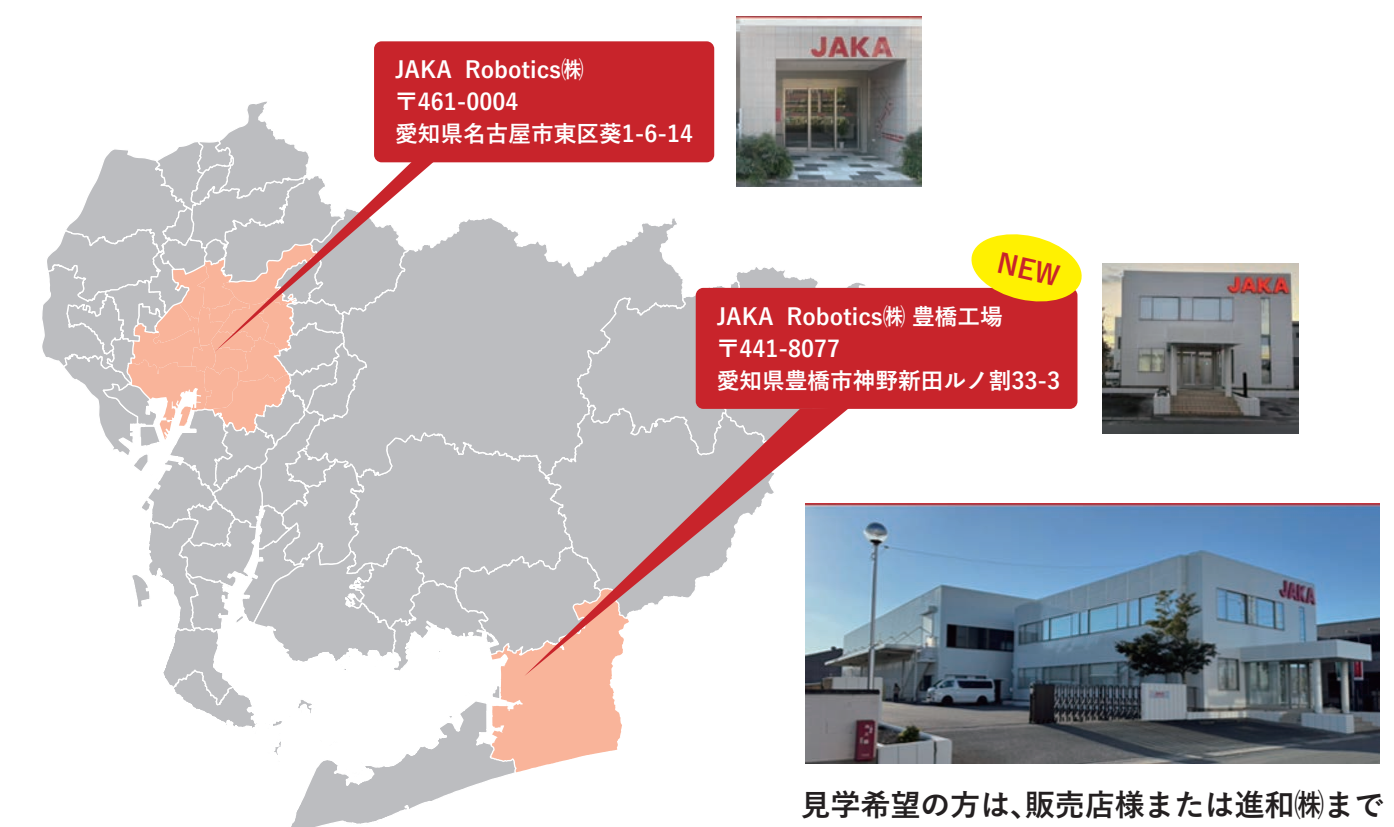 JAKA
JAKA Robotics㈱
〒461-0004
愛知県名古屋市東区葵1-6-14
NEW
JAKA
JAKA Robotics㈱ 豊橋工場
〒441-8077
愛知県豊橋市神野新田ルノ割33-3
JAKA
見学希望の方は、販売店様または進和㈱まで